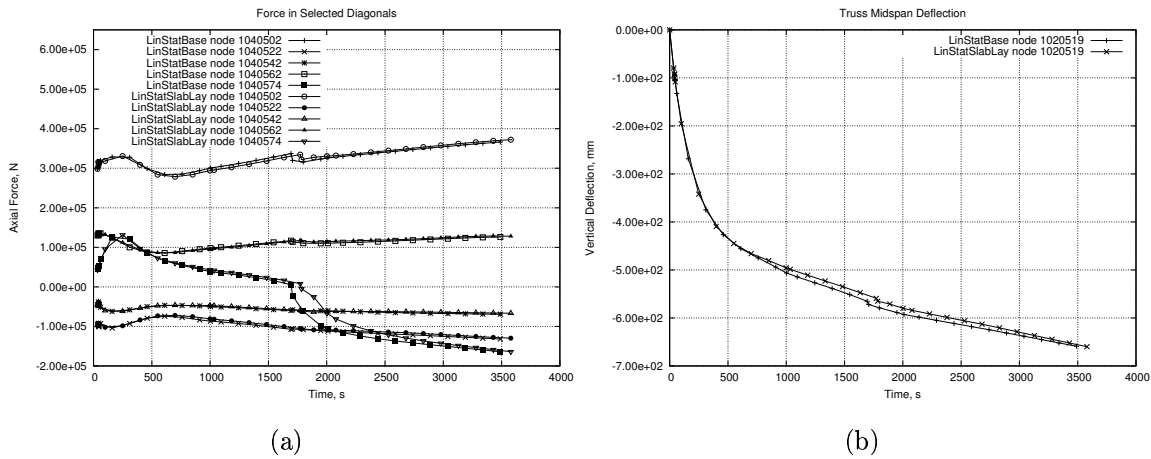 Force in Selected Diagonals
6.00e+05
5.00e+05
4.00e+05
3.00e+05
2.00e+05
1.00e+05
0.00e+00
-1.00e+05
-2.00e+05
Axial Force, N
LinStatBase node 1040502
LinStatBase node 1040522
LinStatBase node 1040542
LinStatBase node 1040562
LinStatBase node 1040574
LinStatSlabLay node 1040502
LinStatSlabLay node 1040522
LinStatSlabLay node 1040542
LinStatSlabLay node 1040562
LinStatSlabLay node 1040574
0 500 1000 1500 2000 2500 3000 3500 4000
Time, s
(a)
Truss Midspan Deflection
0.00e+00
-1.00e+02
-2.00e+02
-3.00e+02
-4.00e+02
-5.00e+02
-6.00e+02
-7.00e+02
Vertical Deflection, mm
LinStatBase node 1020519
LinStatSlabLay node 1020519
0 500 1000 1500 2000 2500 3000 3500 4000
Time, s
(b)